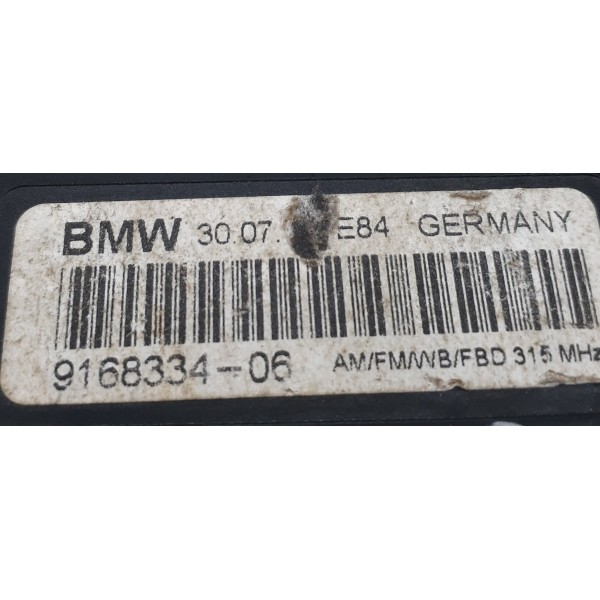 BMW 30.07. E84 GERMANY
9168334-06 AM/FM/WB/FBD 315 MHz